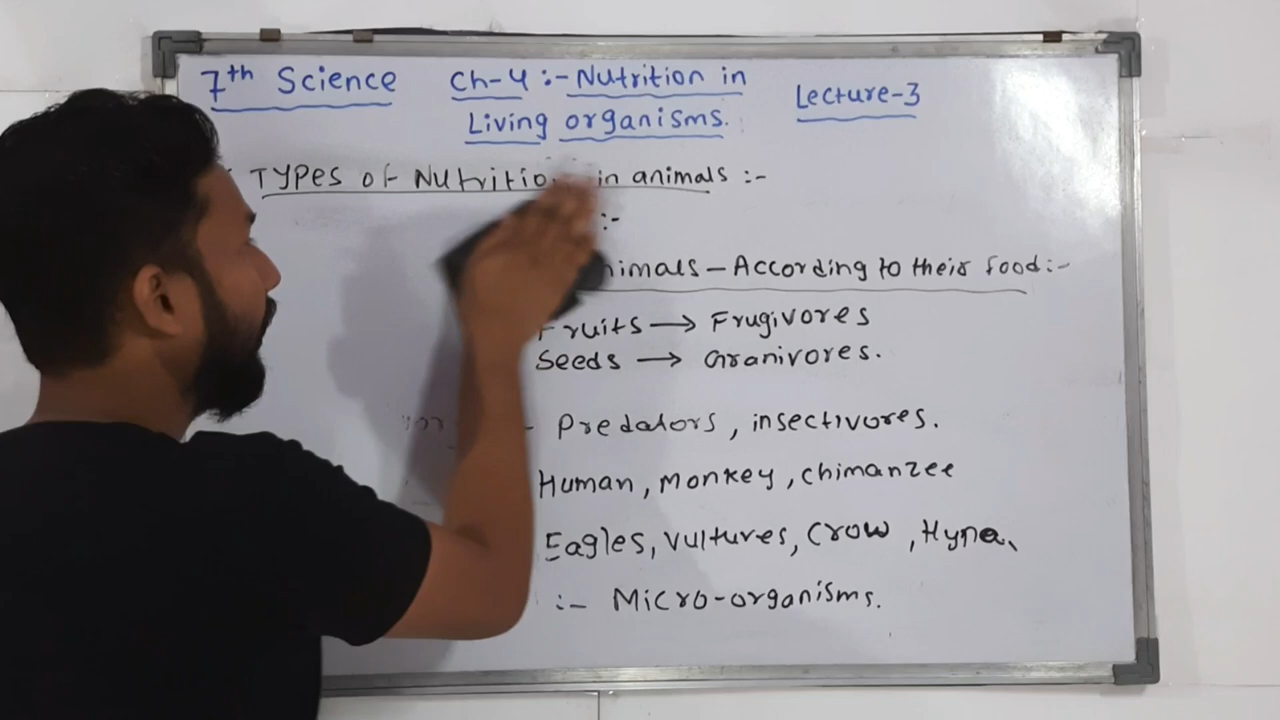 7th Science Ch-4 :- Nutrition in Lecture-3
Living organisms.
TYPes of Nutritio in animals :-
:-
nimals – According to their food:-
Fruits → Frugivores
Seeds → Granivores.
- Predators, insectivores.
Human, monkey, chimanzee
Eagles, vultures, crow, Hyna,
:- Micro-organisms.